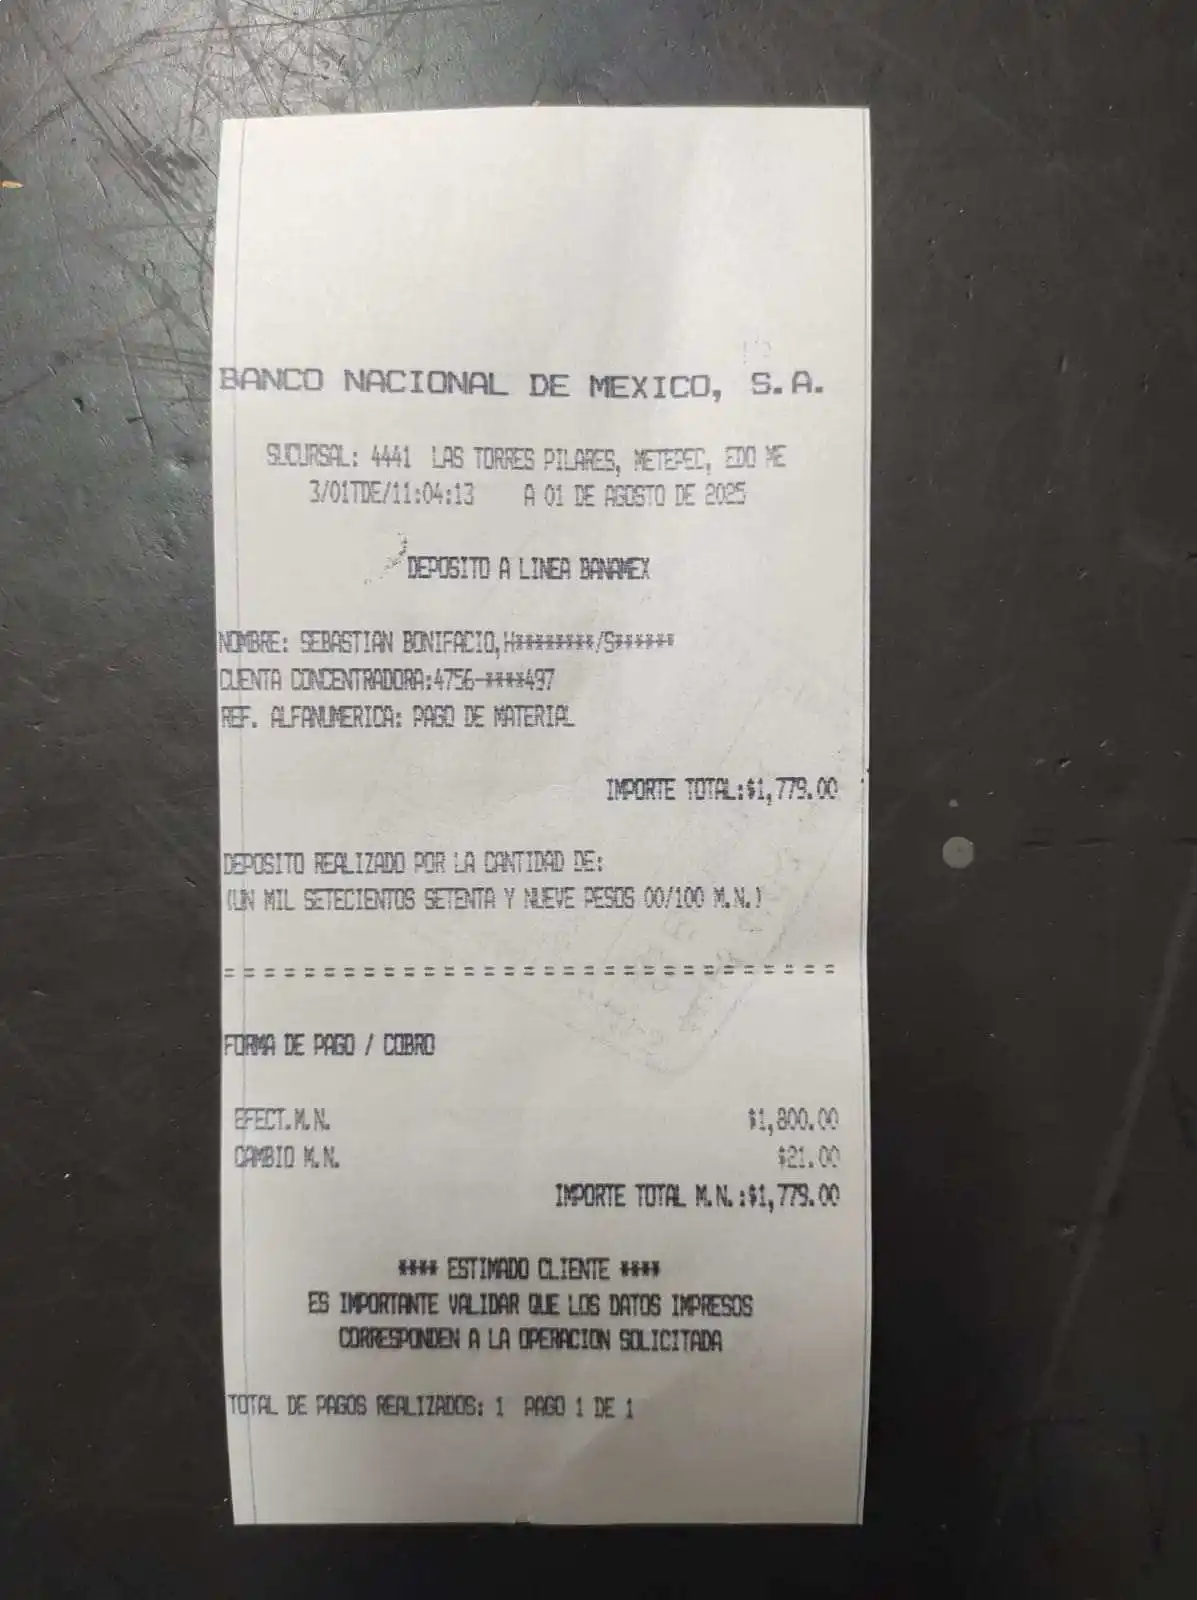 BANCO NACIONAL DE MEXICO, S.A.
SUCURSAL: 4441 LAS TORRES PILARES, METEPEC, EDO ME
3/01TDE/11:04:13 A 01 DE AGOSTO DE 2025
DEPOSITO A LINEA BANAMEX
NOMBRE: SEBASTIAN BONIFACIO,H********/S******
CUENTA CONCENTRADORA:4756-****497
REF. ALFANUMERICA: PAGO DE MATERIAL
IMPORTE TOTAL:$1,779.00
DEPOSITO REALIZADO POR LA CANTIDAD DE:
(UN MIL SETECIENTOS SETENTA Y NUEVE PESOS 00/100 M.N.)
================================
FORMA DE PAGO / COBRO
EFECT.M.N. $1,800.00
CAMBIO M.N. $21.00
IMPORTE TOTAL M.N.:$1,779.00
**** ESTIMADO CLIENTE ****
ES IMPORTANTE VALIDAR QUE LOS DATOS IMPRESOS
CORRESPONDEN A LA OPERACION SOLICITADA
TOTAL DE PAGOS REALIZADOS: 1 PAGO 1 DE 1